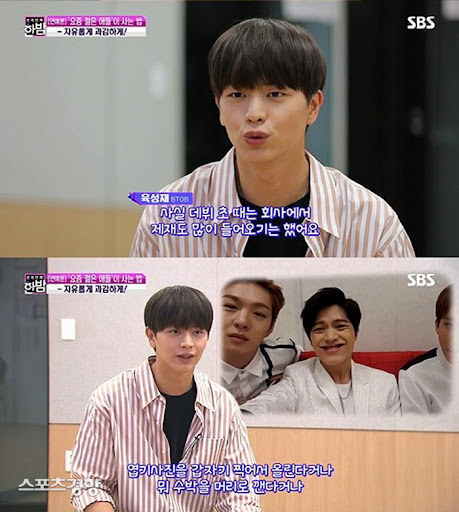 한밤
[연예톡] '요즘 젊은 애들'이 사는 법
- 자유롭게 과감하게!
SBS
육성재 BTOB
사실 데뷔 초 때는 회사에서
제재도 많이 들어오기는 했어요
한밤
- 자유롭게 과감하게!
SBS
엽기사진을 갑자기 찍어서 올린다거나
뭐 수박을 머리로 깬다거나
스포츠경향